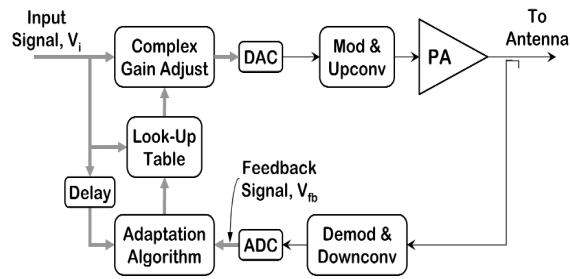 Input
Signal, Vi
Complex
Gain Adjust
DAC
Mod &
Upconv
PA
To
Antenna
Look-Up
Table
Delay
Feedback
Signal, Vfb
Adaptation
Algorithm
ADC
Demod &
Downconv